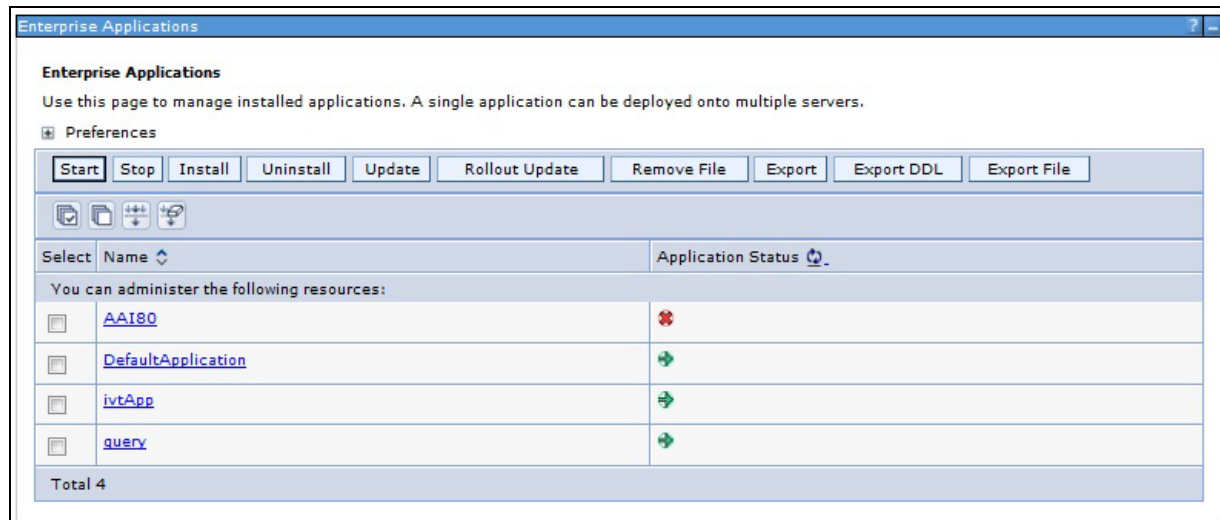 Enterprise Applications ? –
Enterprise Applications
Use this page to manage installed applications. A single application can be deployed onto multiple servers.
+ Preferences
Start Stop Install Uninstall Update Rollout Update Remove File Export Export DDL Export File
Select Name Application Status
You can administer the following resources:
AAI80
DefaultApplication
ivtApp
query
Total 4